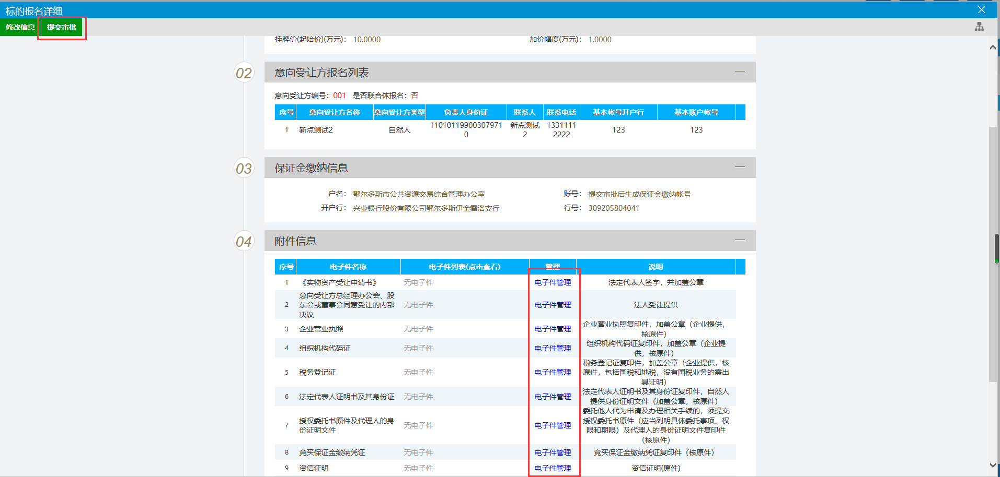 标的报名详细
修改信息 提交审批
挂牌价(起始价)(万元): 10.0000 加价幅度(万元): 1.0000
02 意向受让方报名列表
意向受让方编号: 001 是否联合体报名: 否
序号 意向受让方名称 意向受让方类型 负责人身份证 联系人 联系电话 基本帐号开户行 基本账户帐号
1 新点测试2 自然人 110101199003079710 新点测试2 13311112222 123 123
03 保证金缴纳信息
户名: 鄂尔多斯市公共资源交易综合管理办公室 账号: 提交审批后生成保证金缴纳帐号
开户行: 兴业银行股份有限公司鄂尔多斯伊金霍洛支行 行号: 309205804041
04 附件信息
序号 电子件名称 电子件列表(点击查看) 管理 说明
1 《实物资产受让申请书》 无电子件 电子件管理 法定代表人签字，并加盖公章
2 意向受让方总经理办公会、股东会或董事会同意受让的内部决议 无电子件 电子件管理 法人受让提供
3 企业营业执照 无电子件 电子件管理 企业营业执照复印件，加盖公章（企业提供，核原件）
4 组织机构代码证 无电子件 电子件管理 组织机构代码证复印件，加盖公章（企业提供，核原件）
5 税务登记证 无电子件 电子件管理 税务登记证复印件，加盖公章（企业提供，核原件，包括国税和地税，没有国税业务的需出具证明）
6 法定代表人证明书及其身份证 无电子件 电子件管理 法定代表人证明书及其身份证复印件，自然人提供身份证明文件（加盖公章，核原件）
7 授权委托书原件及代理人的身份证明文件 无电子件 电子件管理 委托他人代为申请及办理相关手续的，须提交授权委托书原件（应当列明具体委托事项、权限和期限）及代理人的身份证明文件复印件（核原件）
8 竞买保证金缴纳凭证 无电子件 电子件管理 竞买保证金缴纳凭证复印件（核原件）
9 资信证明 无电子件 电子件管理 资信证明(原件)